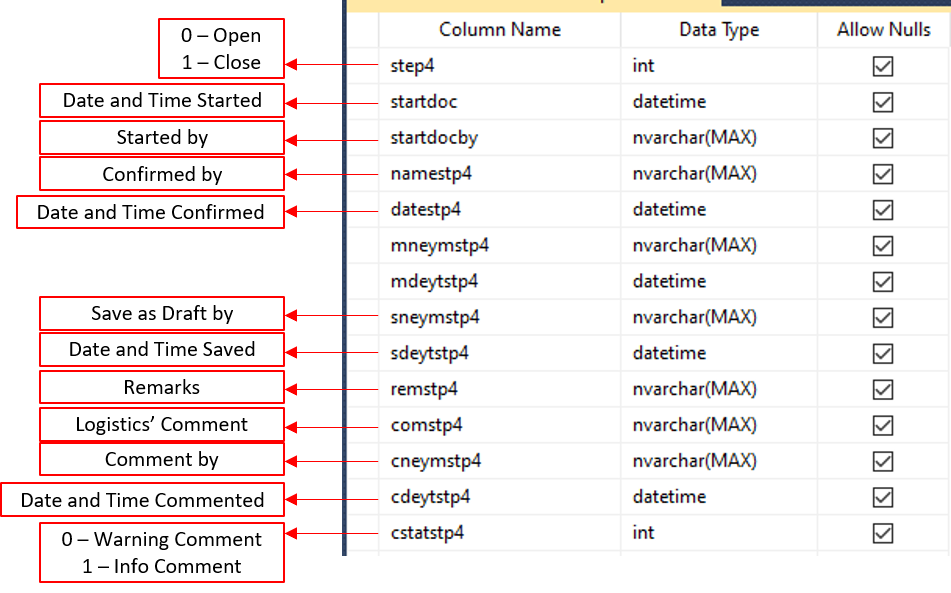 Column Name Data Type Allow Nulls
0 – Open
1 – Close
step4 int
Date and Time Started startdoc datetime
Started by startdocby nvarchar(MAX)
Confirmed by namestp4 nvarchar(MAX)
Date and Time Confirmed datestp4 datetime
mneymstp4 nvarchar(MAX)
mdeytstp4 datetime
Save as Draft by sneymstp4 nvarchar(MAX)
Date and Time Saved sdeytstp4 datetime
Remarks remstp4 nvarchar(MAX)
Logistics’ Comment comstp4 nvarchar(MAX)
Comment by cneymstp4 nvarchar(MAX)
Date and Time Commented cdeytstp4 datetime
cstatstp4 int
0 – Warning Comment
1 – Info Comment